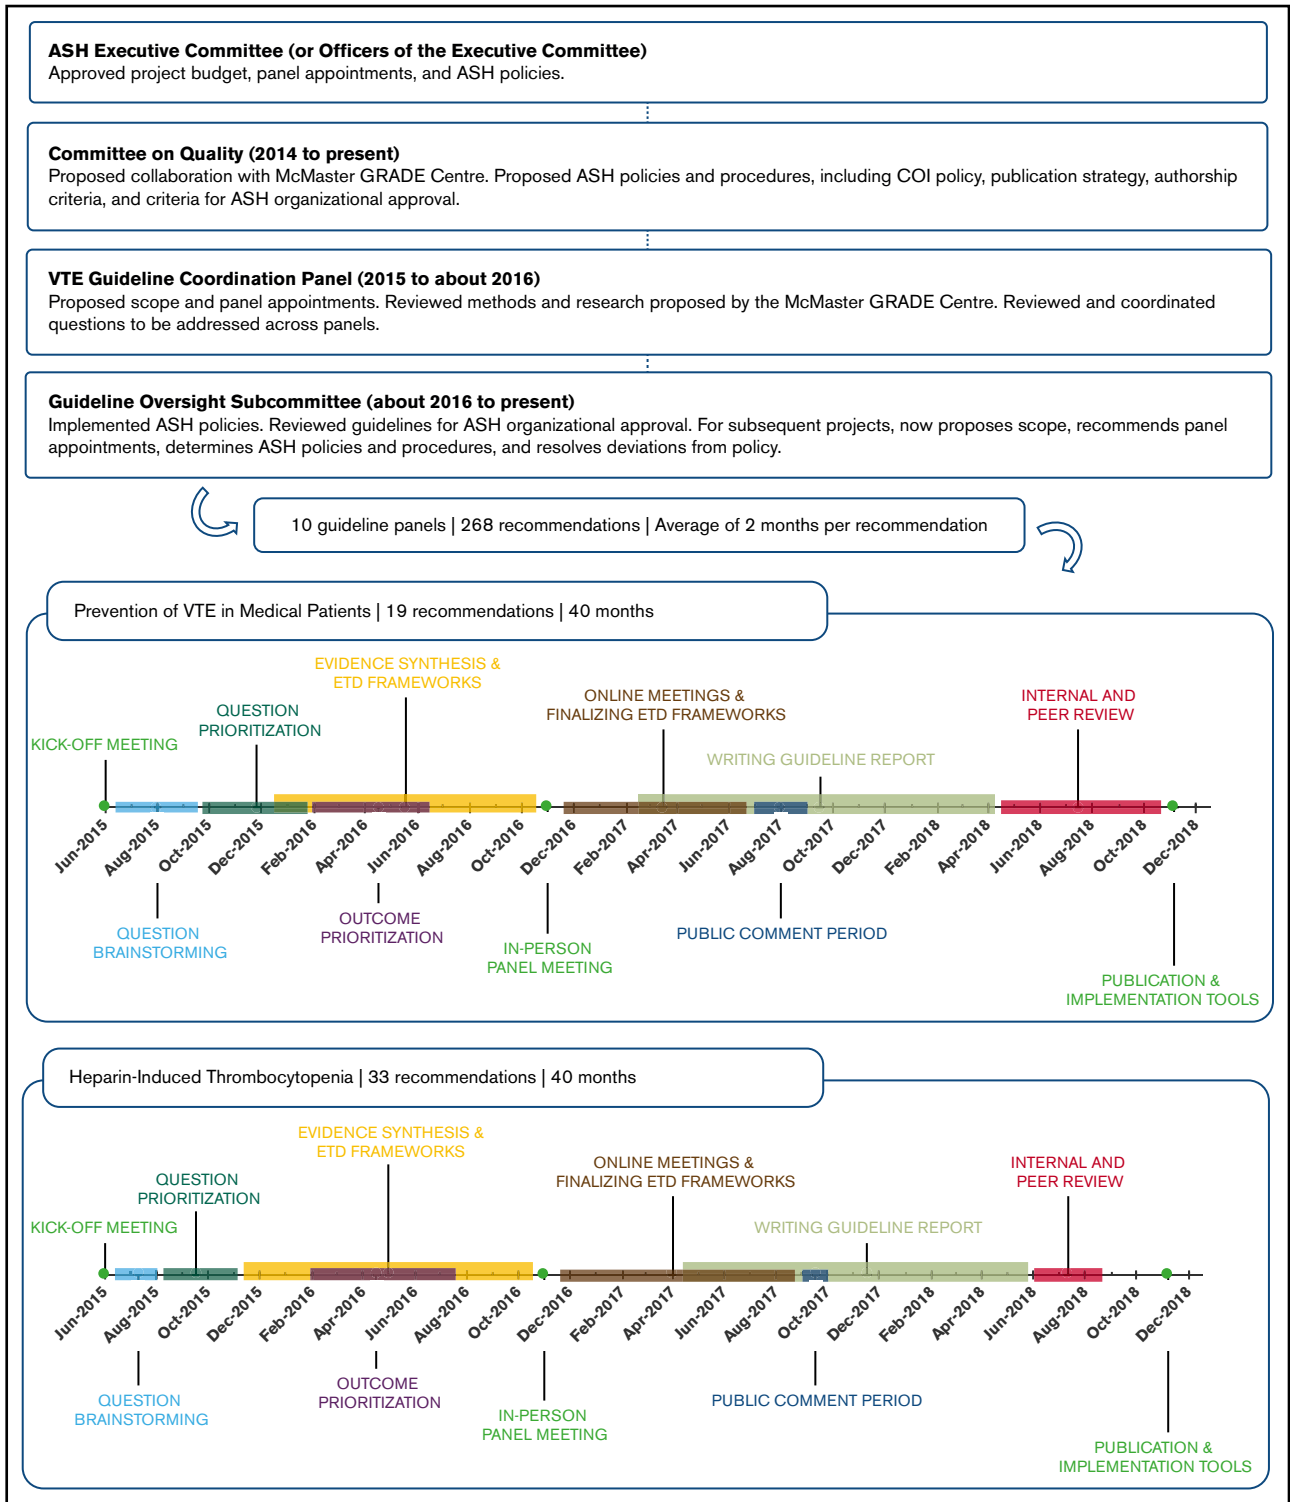 ASH Executive Committee (or Officers of the Executive Committee)
Approved project budget, panel appointments, and ASH policies.
Committee on Quality (2014 to present)
Proposed collaboration with McMaster GRADE Centre. Proposed ASH policies and procedures, including COI policy, publication strategy, authorship
criteria, and criteria for ASH organizational approval.
VTE Guideline Coordination Panel (2015 to about 2016)
Proposed scope and panel appointments. Reviewed methods and research proposed by the McMaster GRADE Centre. Reviewed and coordinated
questions to be addressed across panels.
Guideline Oversight Subcommittee (about 2016 to present)
Implemented ASH policies. Reviewed guidelines for ASH organizational approval. For subsequent projects, now proposes scope, recommends panel
appointments, determines ASH policies and procedures, and resolves deviations from policy.
10 guideline panels | 268 recommendations | Average of 2 months per recommendation
Prevention of VTE in Medical Patients | 19 recommendations | 40 months
EVIDENCE SYNTHESIS &
ETD FRAMEWORKS
QUESTION
PRIORITIZATION
ONLINE MEETINGS &
FINALIZING ETD FRAMEWORKS
INTERNAL AND
PEER REVIEW
KICK-OFF MEETING
WRITING GUIDELINE REPORT
Jun-2015
Aug-2015
Oct-2015
Dec-2015
Feb-2016
Apr-2016
Jun-2016
Aug-2016
Oct-2016
Dec-2016
Feb-2017
Apr-2017
Jun-2017
Aug-2017
Oct-2017
Dec-2017
Feb-2018
Apr-2018
Jun-2018
Aug-2018
Oct-2018
Dec-2018
QUESTION
BRAINSTORMING
OUTCOME
PRIORITIZATION
IN-PERSON
PANEL MEETING
PUBLIC COMMENT PERIOD
PUBLICATION &
IMPLEMENTATION TOOLS
Heparin-Induced Thrombocytopenia | 33 recommendations | 40 months
EVIDENCE SYNTHESIS &
ETD FRAMEWORKS
QUESTION
PRIORITIZATION
ONLINE MEETINGS &
FINALIZING ETD FRAMEWORKS
INTERNAL AND
PEER REVIEW
KICK-OFF MEETING
WRITING GUIDELINE REPORT
Jun-2015
Aug-2015
Oct-2015
Dec-2015
Feb-2016
Apr-2016
Jun-2016
Aug-2016
Oct-2016
Dec-2016
Feb-2017
Apr-2017
Jun-2017
Aug-2017
Oct-2017
Dec-2017
Feb-2018
Apr-2018
Jun-2018
Aug-2018
Oct-2018
Dec-2018
QUESTION
BRAINSTORMING
OUTCOME
PRIORITIZATION
IN-PERSON
PANEL MEETING
PUBLIC COMMENT PERIOD
PUBLICATION &
IMPLEMENTATION TOOLS